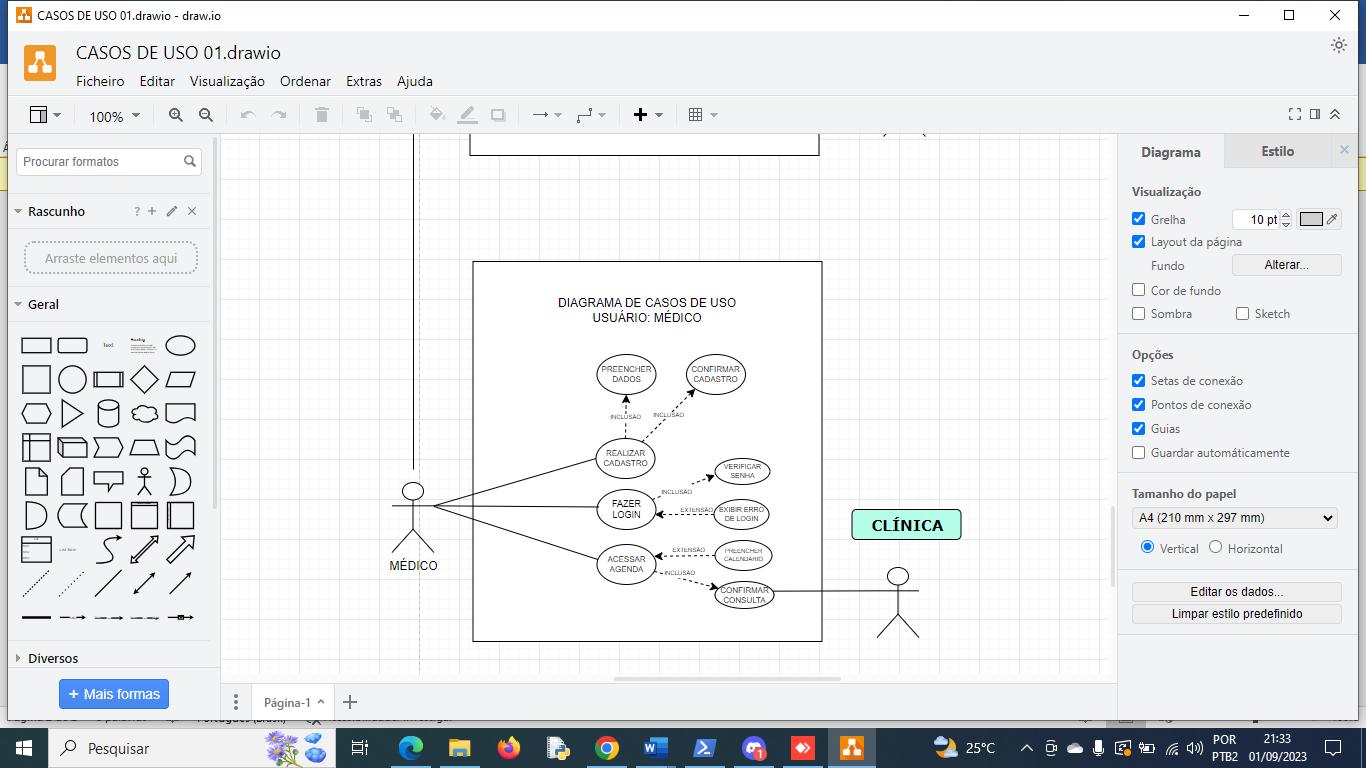 CASOS DE USO 01.drawio - draw.io
CASOS DE USO 01.drawio
Ficheiro Editar Visualização Ordenar Extras Ajuda
100%
Procurar formatos
Rascunho
?
Arraste elementos aqui
Geral
Text
Heading
List Item
Diversos
+ Mais formas
DIAGRAMA DE CASOS DE USO
USUÁRIO: MÉDICO
PREENCHER
DADOS
CONFIRMAR
CADASTRO
INCLUSÃO
INCLUSÃO
REALIZAR
CADASTRO
VERIFICAR
SENHA
INCLUSÃO
FAZER
LOGIN
EXTENSÃO
EXIBIR ERRO
DE LOGIN
CLÍNICA
ACESSAR
AGENDA
EXTENSÃO
PREENCHER
CALENDÁRIO
INCLUSÃO
CONFIRMAR
CONSULTA
MÉDICO
Página-1
Diagrama
Estilo
Visualização
Grelha
10 pt
Layout da página
Fundo
Alterar...
Cor de fundo
Sombra
Sketch
Opções
Setas de conexão
Pontos de conexão
Guias
Guardar automáticamente
Tamanho do papel
A4 (210 mm x 297 mm)
Vertical
Horizontal
Editar os dados...
Limpar estilo predefinido
Pesquisar
1
25°C
POR
PTB2
21:33
01/09/2023